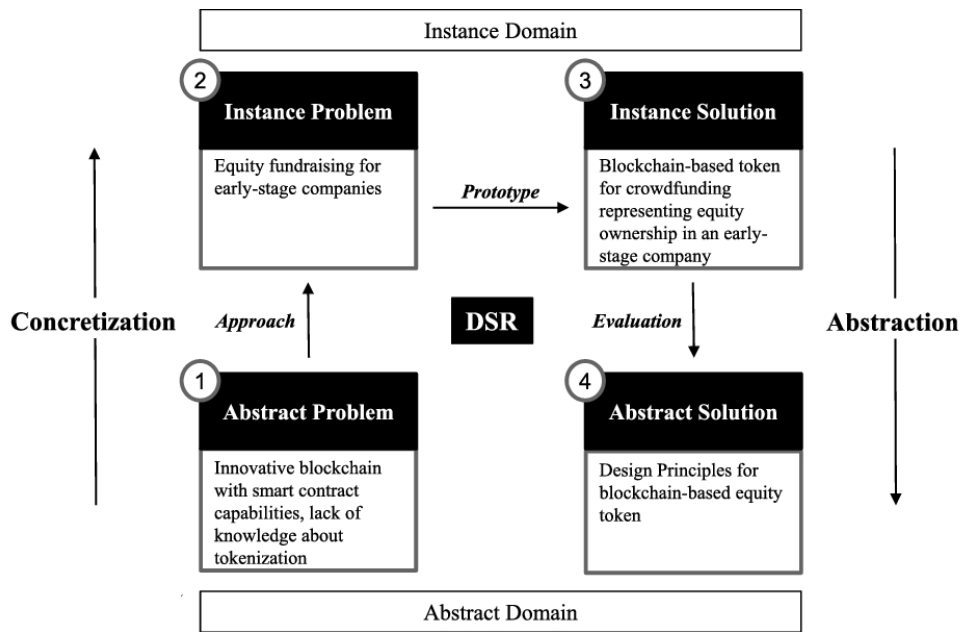 Instance Domain
2
Instance Problem
Equity fundraising for
early-stage companies
Prototype
3
Instance Solution
Blockchain-based token
for crowdfunding
representing equity
ownership in an early-
stage company
Concretization
Approach
DSR
Evaluation
Abstraction
1
Abstract Problem
Innovative blockchain
with smart contract
capabilities, lack of
knowledge about
tokenization
4
Abstract Solution
Design Principles for
blockchain-based equity
token
Abstract Domain